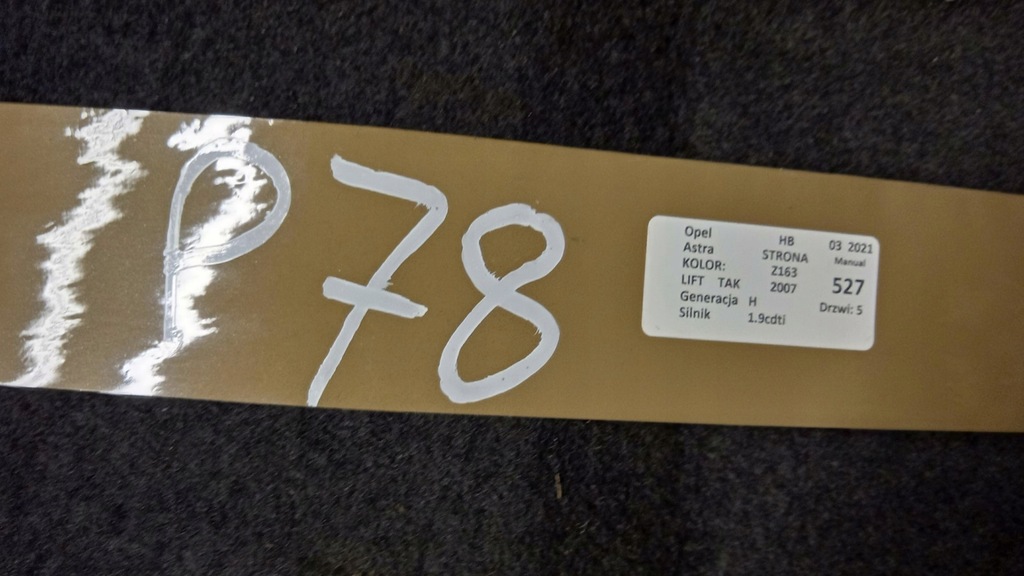 P78
Opel HB 03 2021
Astra STRONA Manual
KOLOR: Z163 527
LIFT TAK 2007
Generacja H Drzwi: 5
Silnik 1.9cdti